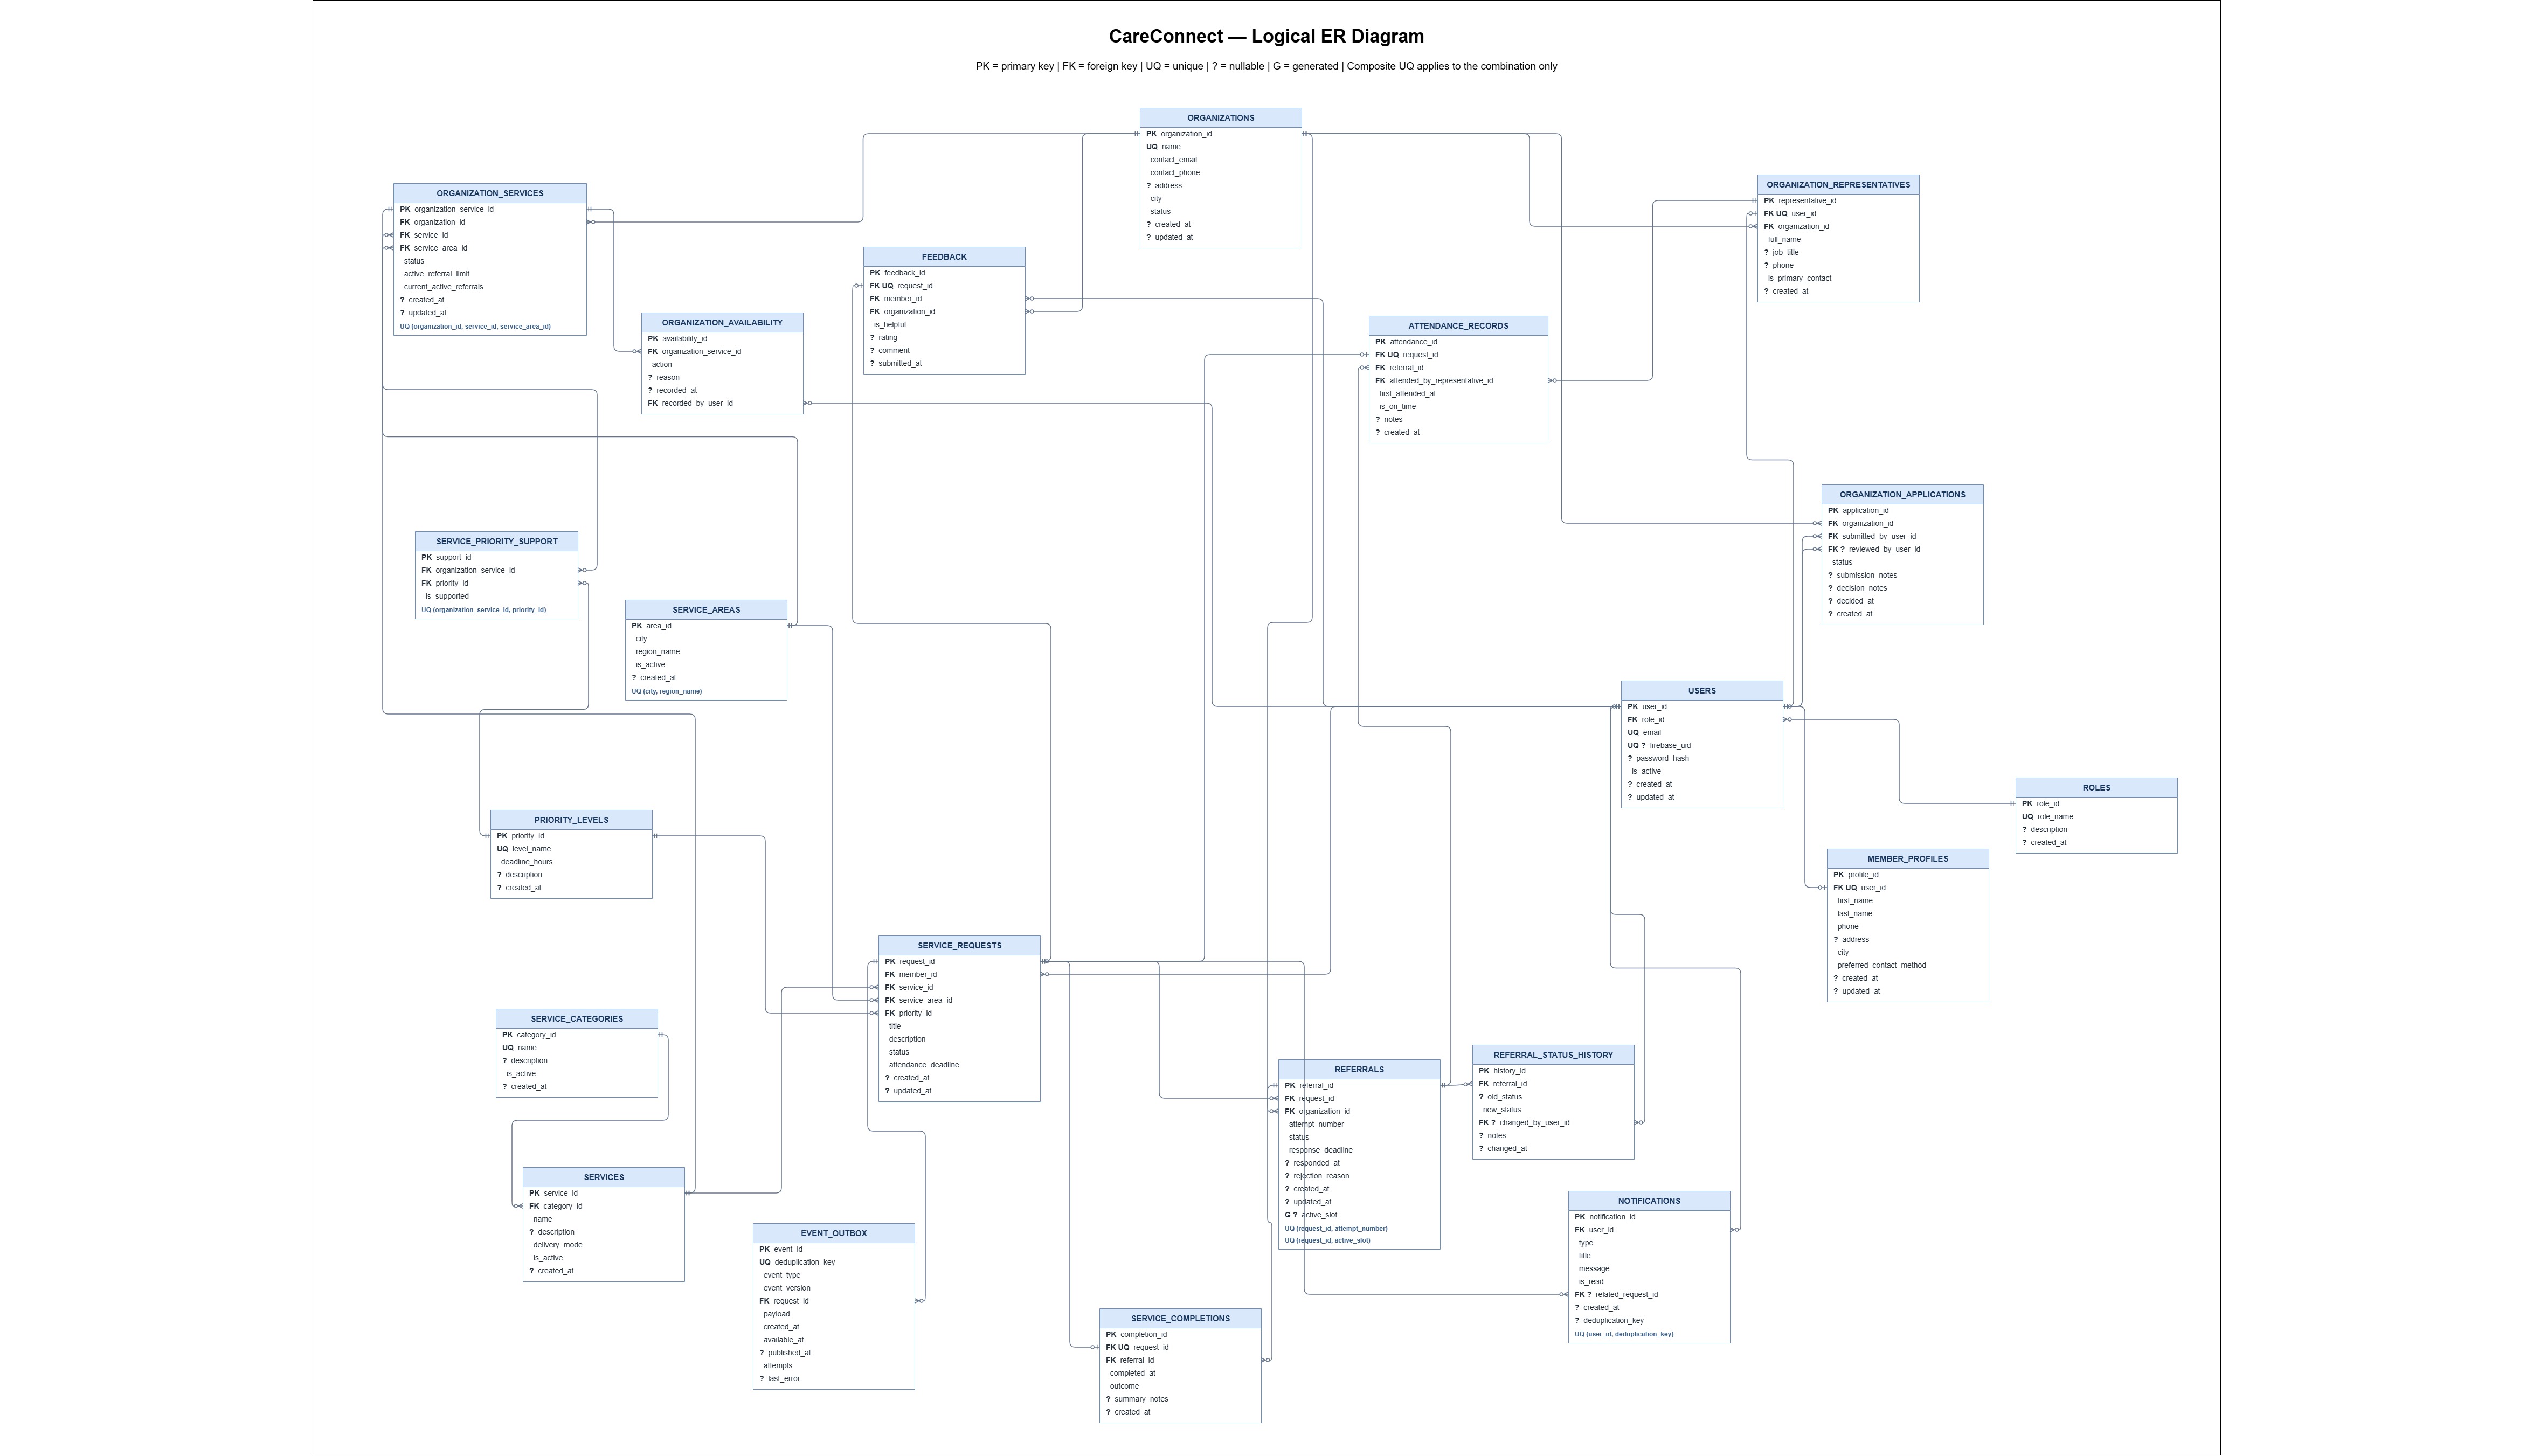 CareConnect — Logical ER Diagram
PK = primary key | FK = foreign key | UQ = unique | ? = nullable | G = generated | Composite UQ applies to the combination only
ORGANIZATIONS
PK organization_id
UQ name
contact_email
contact_phone
? address
city
status
? created_at
? updated_at
ORGANIZATION_SERVICES
PK organization_service_id
FK organization_id
FK service_id
FK service_area_id
status
active_referral_limit
current_active_referrals
? created_at
? updated_at
UQ (organization_id, service_id, service_area_id)
ORGANIZATION_REPRESENTATIVES
PK representative_id
FK UQ user_id
FK organization_id
full_name
? job_title
? phone
is_primary_contact
? created_at
FEEDBACK
PK feedback_id
FK UQ request_id
FK member_id
FK organization_id
is_helpful
? rating
? comment
? submitted_at
ORGANIZATION_AVAILABILITY
PK availability_id
FK organization_service_id
action
? reason
? recorded_at
FK recorded_by_user_id
ATTENDANCE_RECORDS
PK attendance_id
FK UQ request_id
FK referral_id
FK attended_by_representative_id
first_attended_at
is_on_time
? notes
? created_at
ORGANIZATION_APPLICATIONS
PK application_id
FK organization_id
FK submitted_by_user_id
FK ? reviewed_by_user_id
status
? submission_notes
? decision_notes
? decided_at
? created_at
SERVICE_PRIORITY_SUPPORT
PK support_id
FK organization_service_id
FK priority_id
is_supported
UQ (organization_service_id, priority_id)
SERVICE_AREAS
PK area_id
city
region_name
is_active
? created_at
UQ (city, region_name)
USERS
PK user_id
FK role_id
UQ email
UQ ? firebase_uid
? password_hash
is_active
? created_at
? updated_at
ROLES
PK role_id
UQ role_name
? description
? created_at
PRIORITY_LEVELS
PK priority_id
UQ level_name
deadline_hours
? description
? created_at
MEMBER_PROFILES
PK profile_id
FK UQ user_id
first_name
last_name
phone
? address
city
preferred_contact_method
? created_at
? updated_at
SERVICE_REQUESTS
PK request_id
FK member_id
FK service_id
FK service_area_id
FK priority_id
title
description
status
attendance_deadline
? created_at
? updated_at
SERVICE_CATEGORIES
PK category_id
UQ name
? description
is_active
? created_at
REFERRALS
PK referral_id
FK request_id
FK organization_id
attempt_number
status
response_deadline
? responded_at
? rejection_reason
? created_at
? updated_at
G ? active_slot
UQ (request_id, attempt_number)
UQ (request_id, active_slot)
REFERRAL_STATUS_HISTORY
PK history_id
FK referral_id
? old_status
new_status
FK ? changed_by_user_id
? notes
? changed_at
SERVICES
PK service_id
FK category_id
name
? description
delivery_mode
is_active
? created_at
NOTIFICATIONS
PK notification_id
FK user_id
type
title
message
is_read
FK ? related_request_id
? created_at
? deduplication_key
UQ (user_id, deduplication_key)
EVENT_OUTBOX
PK event_id
UQ deduplication_key
event_type
event_version
FK request_id
payload
created_at
available_at
? published_at
attempts
? last_error
SERVICE_COMPLETIONS
PK completion_id
FK UQ request_id
FK referral_id
completed_at
outcome
? summary_notes
? created_at